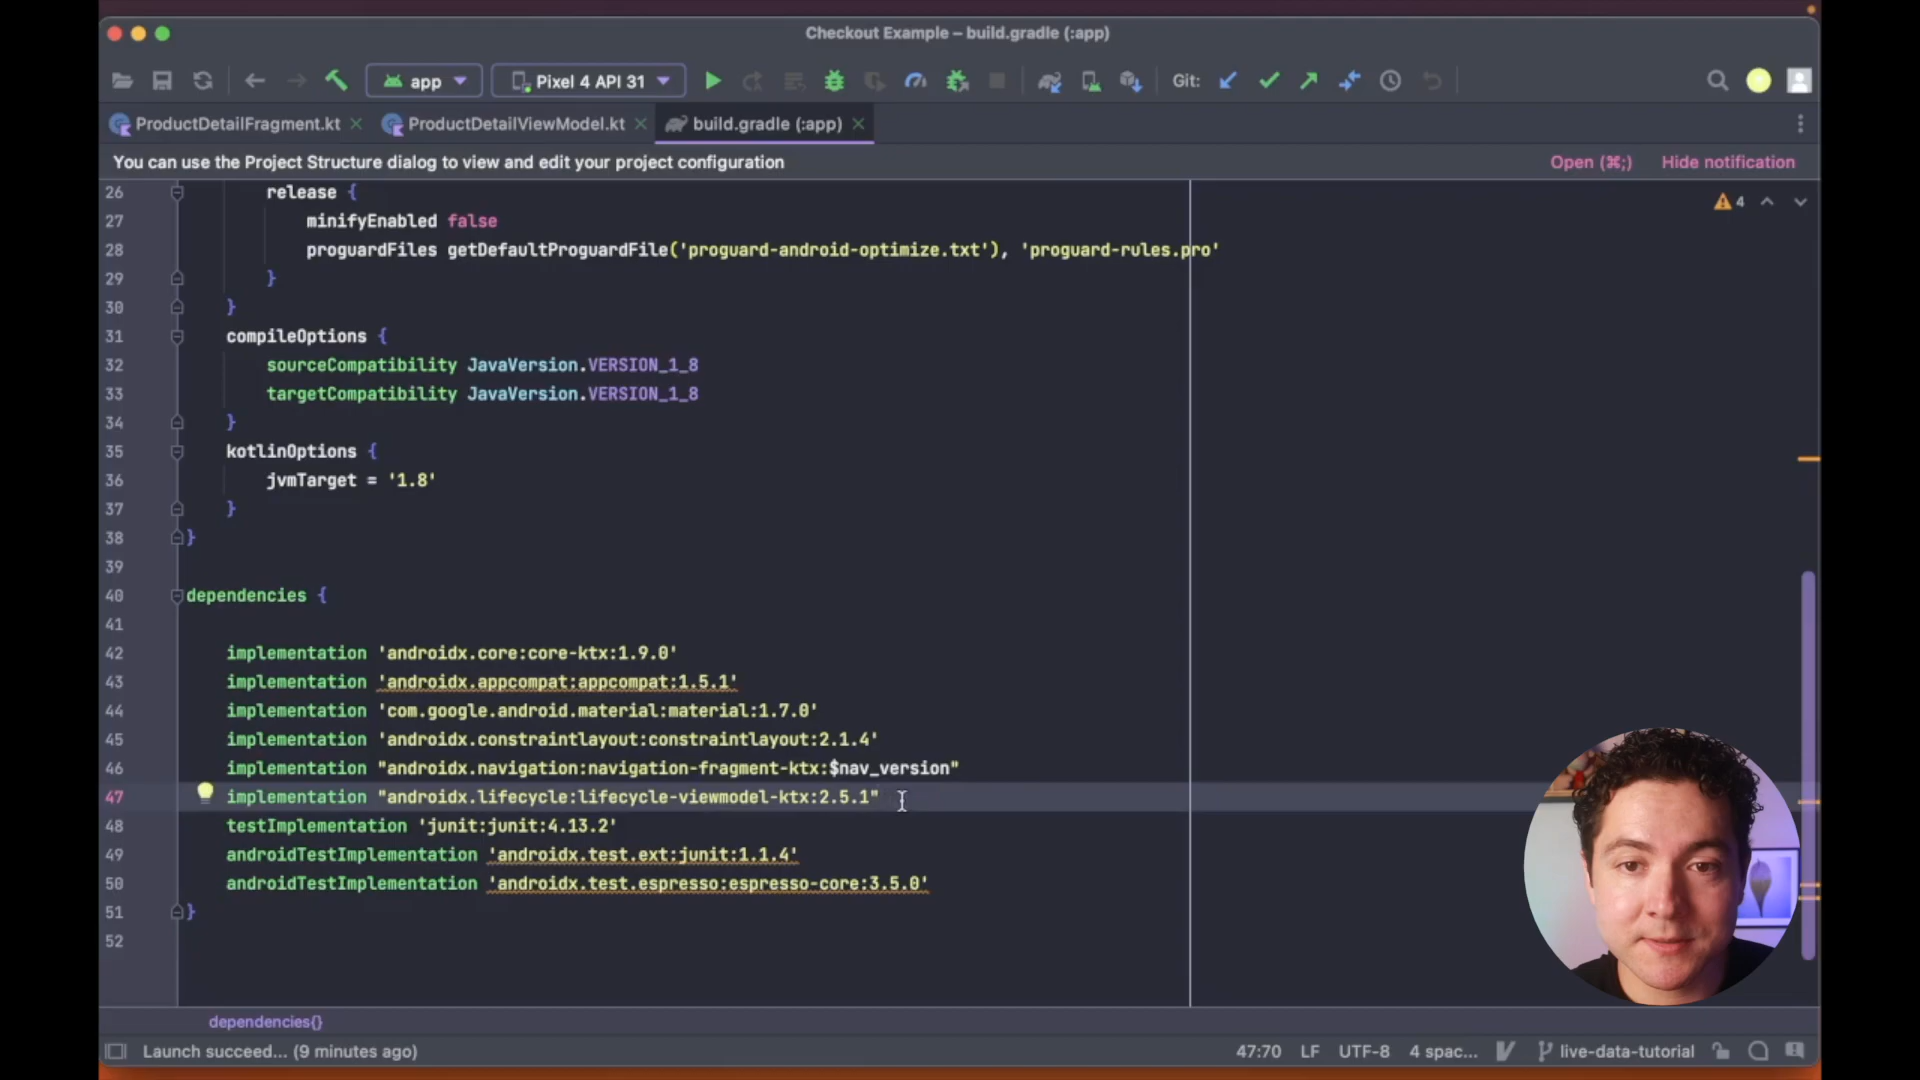 Checkout Example – build.gradle (:app)
app
Pixel 4 API 31
Git:
ProductDetailFragment.kt
ProductDetailViewModel.kt
build.gradle (:app)
You can use the Project Structure dialog to view and edit your project configuration
Open (⌘;)
Hide notification
4
26 release {
27 minifyEnabled false
28 proguardFiles getDefaultProguardFile('proguard-android-optimize.txt'), 'proguard-rules.pro'
29 }
30 }
31 compileOptions {
32 sourceCompatibility JavaVersion.VERSION_1_8
33 targetCompatibility JavaVersion.VERSION_1_8
34 }
35 kotlinOptions {
36 jvmTarget = '1.8'
37 }
38 }
39
40 dependencies {
41
42 implementation 'androidx.core:core-ktx:1.9.0'
43 implementation 'androidx.appcompat:appcompat:1.5.1'
44 implementation 'com.google.android.material:material:1.7.0'
45 implementation 'androidx.constraintlayout:constraintlayout:2.1.4'
46 implementation "androidx.navigation:navigation-fragment-ktx:$nav_version"
47 implementation "androidx.lifecycle:lifecycle-viewmodel-ktx:2.5.1"
48 testImplementation 'junit:junit:4.13.2'
49 androidTestImplementation 'androidx.test.ext:junit:1.1.4'
50 androidTestImplementation 'androidx.test.espresso:espresso-core:3.5.0'
51 }
52
dependencies{}
Launch succeed... (9 minutes ago)
47:70
LF
UTF-8
4 spac...
live-data-tutorial